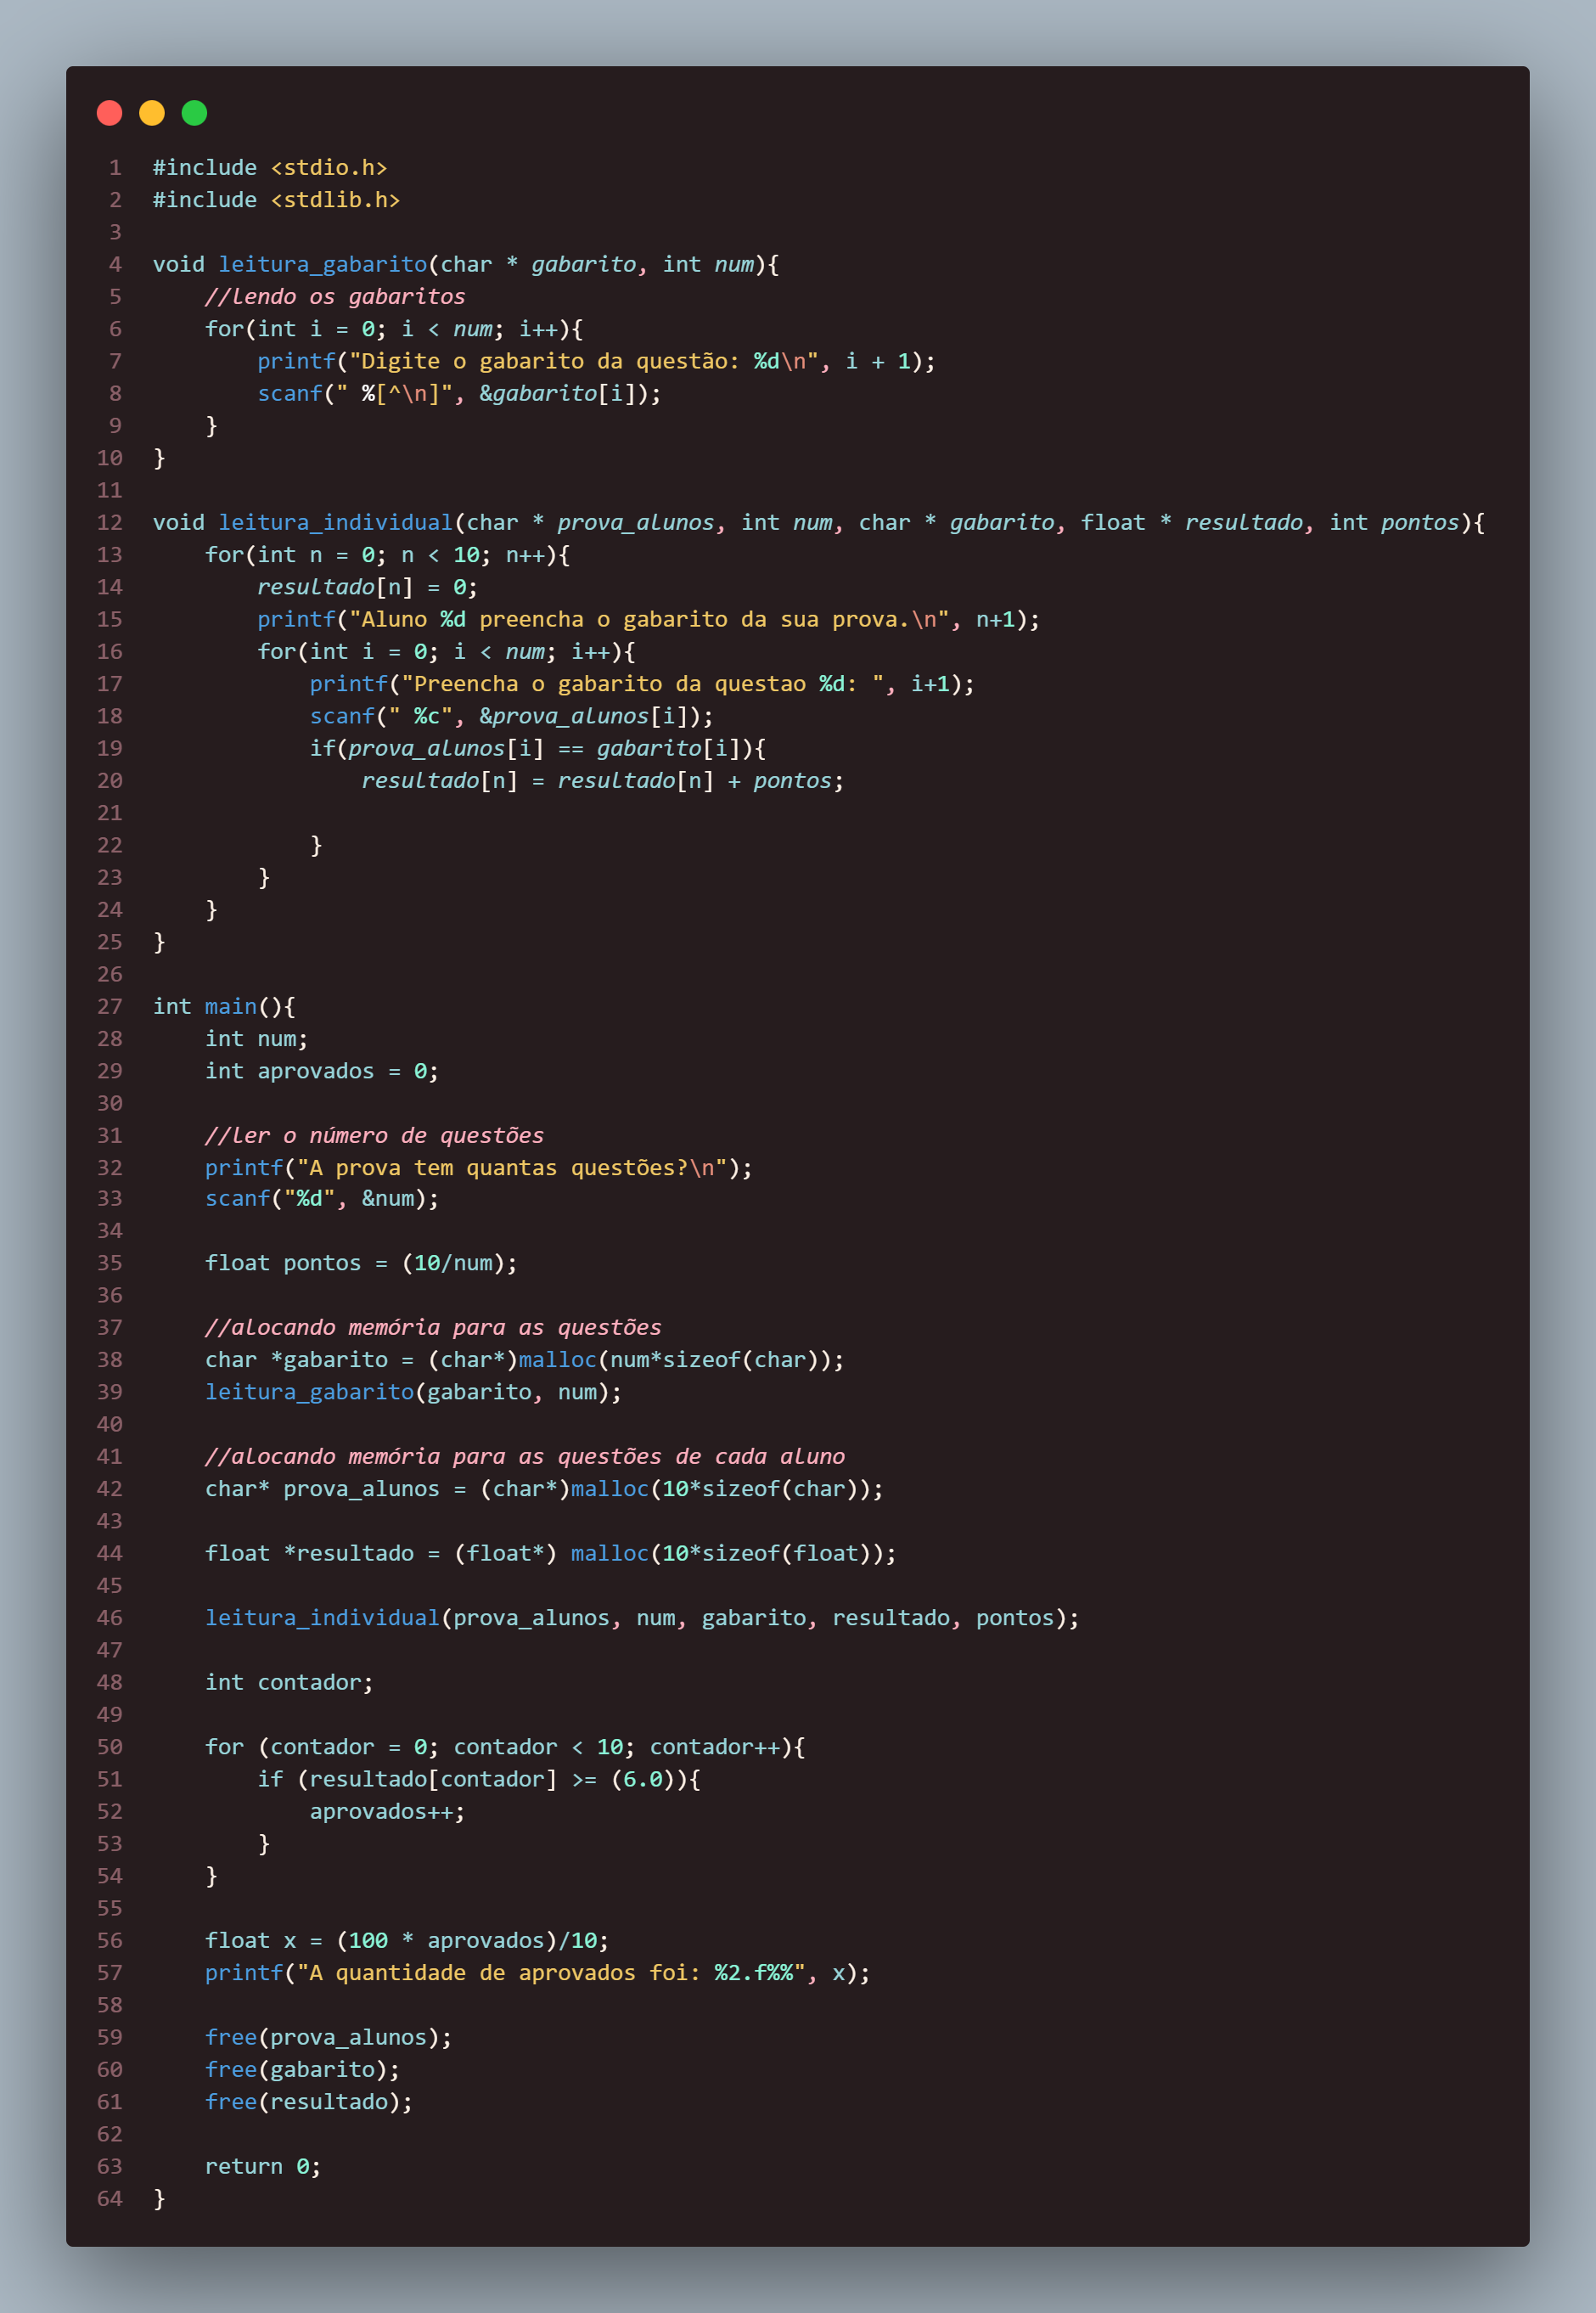 1 #include <stdio.h>
2 #include <stdlib.h>
3
4 void leitura_gabarito(char * gabarito, int num){
5     //lendo os gabaritos
6     for(int i = 0; i < num; i++){
7         printf("Digite o gabarito da questão: %d\n", i + 1);
8         scanf(" %[^\n]", &gabarito[i]);
9     }
10 }
11
12 void leitura_individual(char * prova_alunos, int num, char * gabarito, float * resultado, int pontos){
13     for(int n = 0; n < 10; n++){
14         resultado[n] = 0;
15         printf("Aluno %d preencha o gabarito da sua prova.\n", n+1);
16         for(int i = 0; i < num; i++){
17             printf("Preencha o gabarito da questao %d: ", i+1);
18             scanf(" %c", &prova_alunos[i]);
19             if(prova_alunos[i] == gabarito[i]){
20                 resultado[n] = resultado[n] + pontos;
21
22             }
23         }
24     }
25 }
26
27 int main(){
28     int num;
29     int aprovados = 0;
30
31     //ler o número de questões
32     printf("A prova tem quantas questões?\n");
33     scanf("%d", &num);
34
35     float pontos = (10/num);
36
37     //alocando memória para as questões
38     char *gabarito = (char*)malloc(num*sizeof(char));
39     leitura_gabarito(gabarito, num);
40
41     //alocando memória para as questões de cada aluno
42     char* prova_alunos = (char*)malloc(10*sizeof(char));
43
44     float *resultado = (float*) malloc(10*sizeof(float));
45
46     leitura_individual(prova_alunos, num, gabarito, resultado, pontos);
47
48     int contador;
49
50     for (contador = 0; contador < 10; contador++){
51         if (resultado[contador] >= (6.0)){
52             aprovados++;
53         }
54     }
55
56     float x = (100 * aprovados)/10;
57     printf("A quantidade de aprovados foi: %2.f%%", x);
58
59     free(prova_alunos);
60     free(gabarito);
61     free(resultado);
62
63     return 0;
64 }